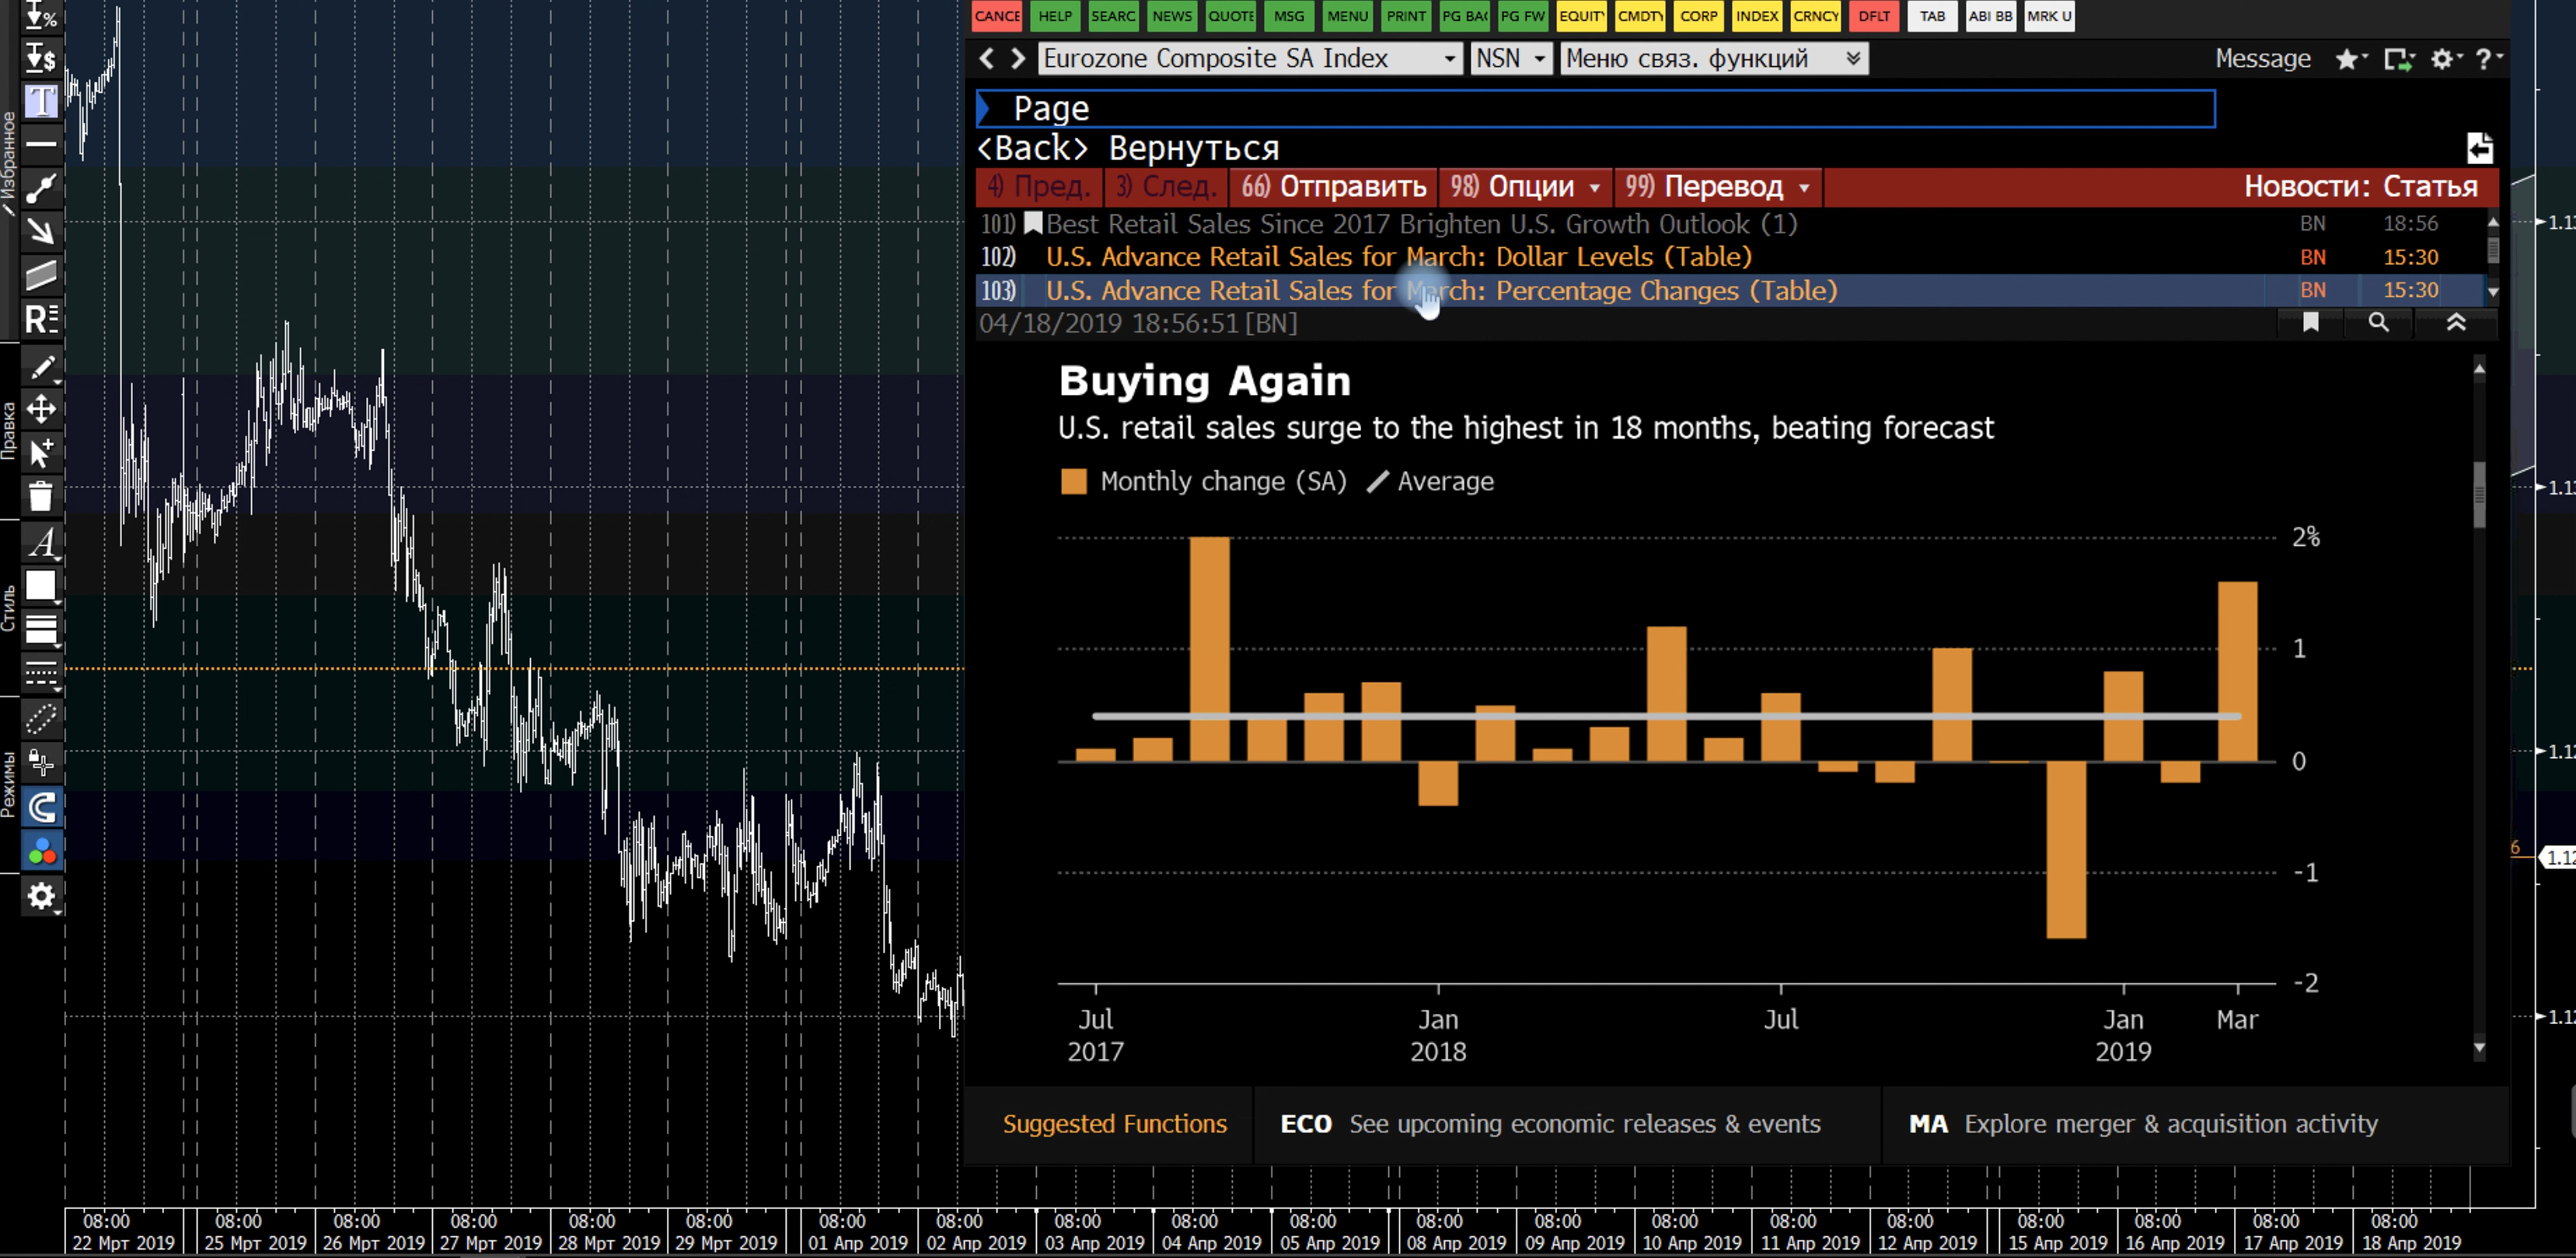 CANCE HELP SEARC NEWS QUOTE MSG MENU PRINT PG BA PG FW EQUIT CMDT CORP INDEX CRNCY DFLT TAB ABI BB MRK U
Eurozone Composite SA Index NSN Меню связ. функций Message ?
Page
<Back> Вернуться
4) Пред. 3) След. 66) Отправить 98) Опции 99) Перевод Новости: Статья
101) Best Retail Sales Since 2017 Brighten U.S. Growth Outlook (1) BN 18:56
102) U.S. Advance Retail Sales for March: Dollar Levels (Table) BN 15:30
103) U.S. Advance Retail Sales for March: Percentage Changes (Table) BN 15:30
04/18/2019 18:56:51 [BN]
Buying Again
U.S. retail sales surge to the highest in 18 months, beating forecast
Monthly change (SA) Average
2%
1
0
-1
-2
Jul Jan Jul Jan Mar
2017 2018 2019
Suggested Functions ECO See upcoming economic releases & events MA Explore merger & acquisition activity
Избранное
Правка
Стиль
Режимы
08:00 08:00 08:00 08:00 08:00 08:00 08:00 08:00 08:00 08:00 08:00 08:00 08:00 08:00 08:00 08:00 08:00 08:00 08:00 08:00
22 Мрт 2019 25 Мрт 2019 26 Мрт 2019 27 Мрт 2019 28 Мрт 2019 29 Мрт 2019 01 Апр 2019 02 Апр 2019 03 Апр 2019 04 Апр 2019 05 Апр 2019 08 Апр 2019 09 Апр 2019 10 Апр 2019 11 Апр 2019 12 Апр 2019 15 Апр 2019 16 Апр 2019 17 Апр 2019 18 Апр 2019